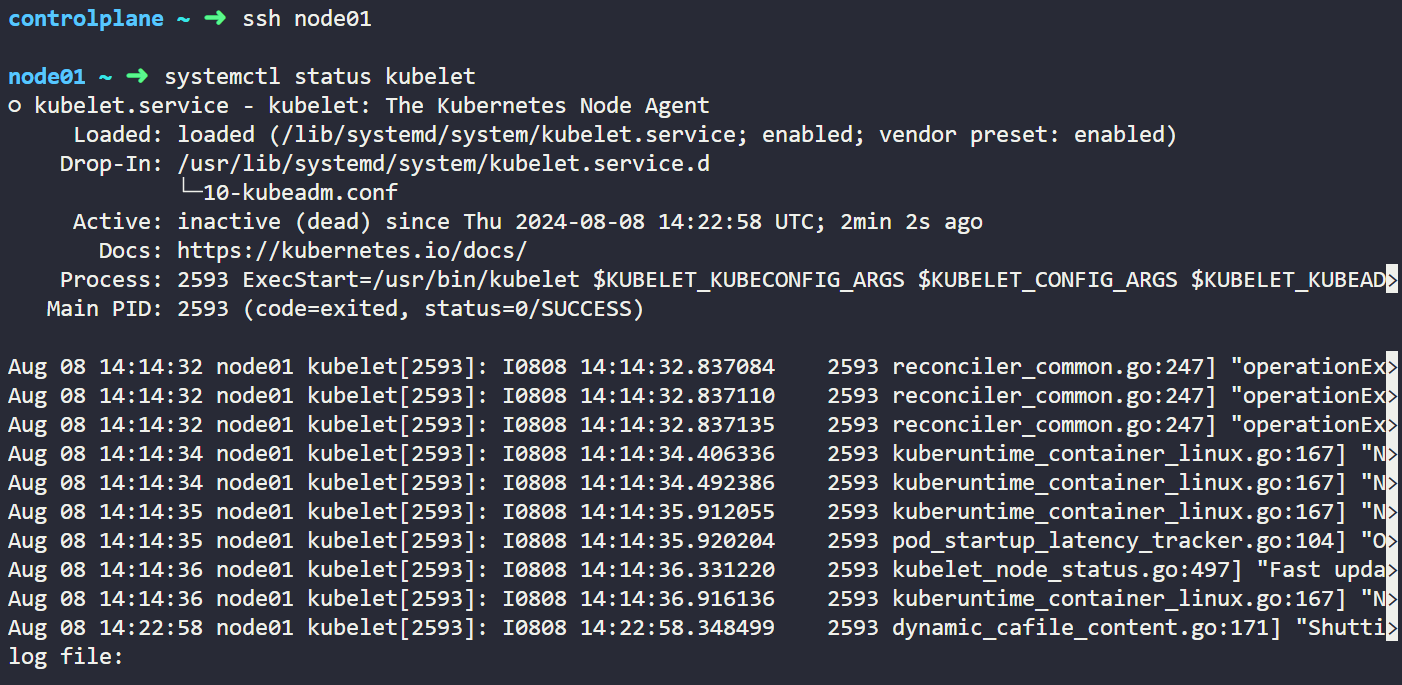 controlplane ~ ➜ ssh node01
node01 ~ ➜ systemctl status kubelet
○ kubelet.service - kubelet: The Kubernetes Node Agent
Loaded: loaded (/lib/systemd/system/kubelet.service; enabled; vendor preset: enabled)
Drop-In: /usr/lib/systemd/system/kubelet.service.d
└─10-kubeadm.conf
Active: inactive (dead) since Thu 2024-08-08 14:22:58 UTC; 2min 2s ago
Docs: https://kubernetes.io/docs/
Process: 2593 ExecStart=/usr/bin/kubelet $KUBELET_KUBECONFIG_ARGS $KUBELET_CONFIG_ARGS $KUBELET_KUBEAD>
Main PID: 2593 (code=exited, status=0/SUCCESS)
Aug 08 14:14:32 node01 kubelet[2593]: I0808 14:14:32.837084 2593 reconciler_common.go:247] "operationEx>
Aug 08 14:14:32 node01 kubelet[2593]: I0808 14:14:32.837110 2593 reconciler_common.go:247] "operationEx>
Aug 08 14:14:32 node01 kubelet[2593]: I0808 14:14:32.837135 2593 reconciler_common.go:247] "operationEx>
Aug 08 14:14:34 node01 kubelet[2593]: I0808 14:14:34.406336 2593 kuberuntime_container_linux.go:167] "N>
Aug 08 14:14:34 node01 kubelet[2593]: I0808 14:14:34.492386 2593 kuberuntime_container_linux.go:167] "N>
Aug 08 14:14:35 node01 kubelet[2593]: I0808 14:14:35.912055 2593 kuberuntime_container_linux.go:167] "N>
Aug 08 14:14:35 node01 kubelet[2593]: I0808 14:14:35.920204 2593 pod_startup_latency_tracker.go:104] "O>
Aug 08 14:14:36 node01 kubelet[2593]: I0808 14:14:36.331220 2593 kubelet_node_status.go:497] "Fast upda>
Aug 08 14:14:36 node01 kubelet[2593]: I0808 14:14:36.916136 2593 kuberuntime_container_linux.go:167] "N>
Aug 08 14:22:58 node01 kubelet[2593]: I0808 14:22:58.348499 2593 dynamic_cafile_content.go:171] "Shutti>
log file: